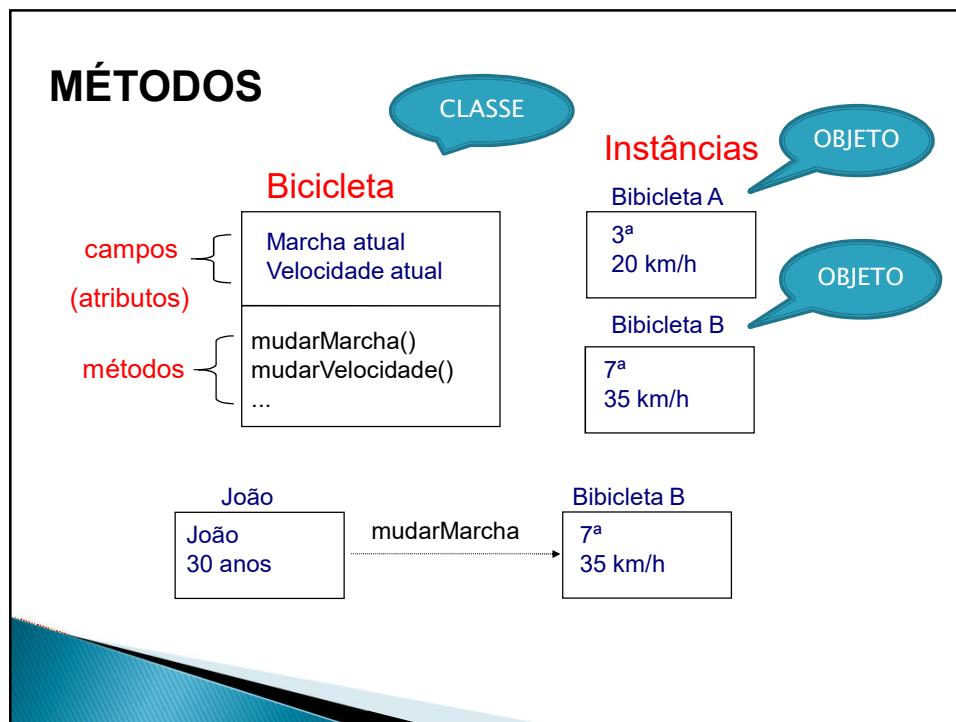 MÉTODOS
CLASSE
OBJETO
Instâncias
Bicicleta
Bibicleta A
campos
(atributos)
Marcha atual
Velocidade atual
3ª
20 km/h
OBJETO
Bibicleta B
métodos
mudarMarcha()
mudarVelocidade()
...
7ª
35 km/h
João
Bibicleta B
João
30 anos
mudarMarcha
7ª
35 km/h